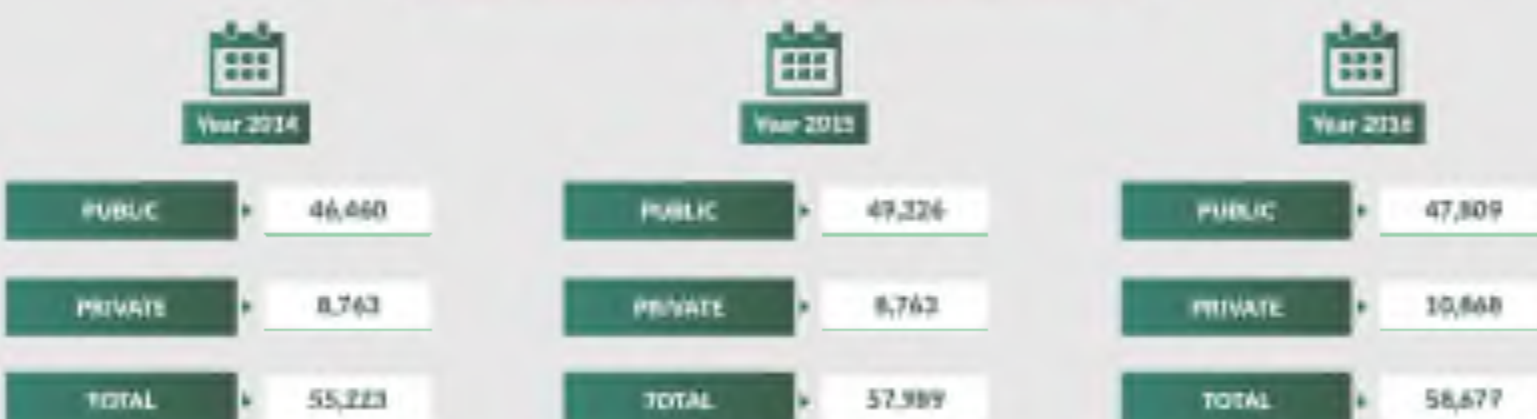 Year 2014 Year 2015 Year 2016
PUBLIC 46,460 PUBLIC 49,226 PUBLIC 47,809
PRIVATE 8,763 PRIVATE 8,763 PRIVATE 10,868
TOTAL 55,223 TOTAL 57,989 TOTAL 58,677